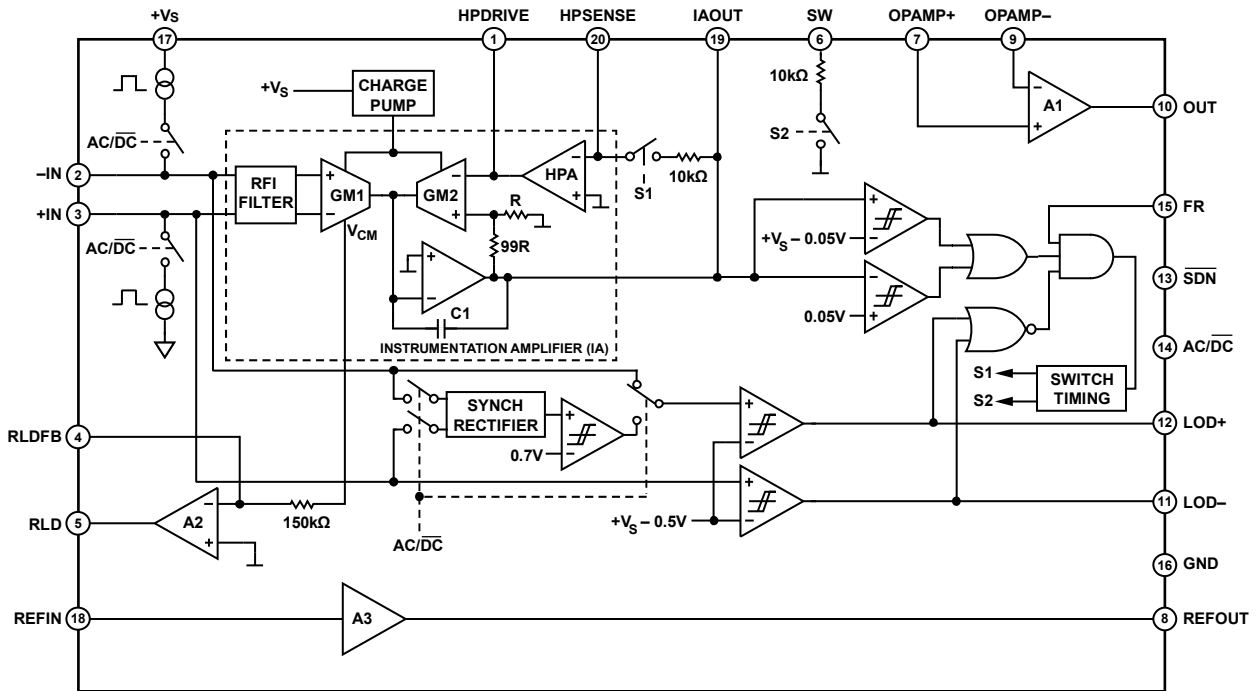 +VS HPDRIVE HPSENSE IAOUT SW OPAMP+ OPAMP–
17 1 20 19 6 7 9
10kΩ
+VS
CHARGE
PUMP
A1
10 OUT
AC/DC
S2
–IN 2
RFI
FILTER
GM1
GM2
HPA
10kΩ
S1
+IN 3
R
15 FR
VCM
99R
+VS – 0.05V
AC/DC
13 SDN
C1
0.05V
INSTRUMENTATION AMPLIFIER (IA)
14 AC/DC
S1
S2
SWITCH
TIMING
SYNCH
RECTIFIER
12 LOD+
RLDFB 4
0.7V
11 LOD–
RLD 5
A2
150kΩ
+VS – 0.5V
AC/DC
16 GND
REFIN 18
A3
8 REFOUT